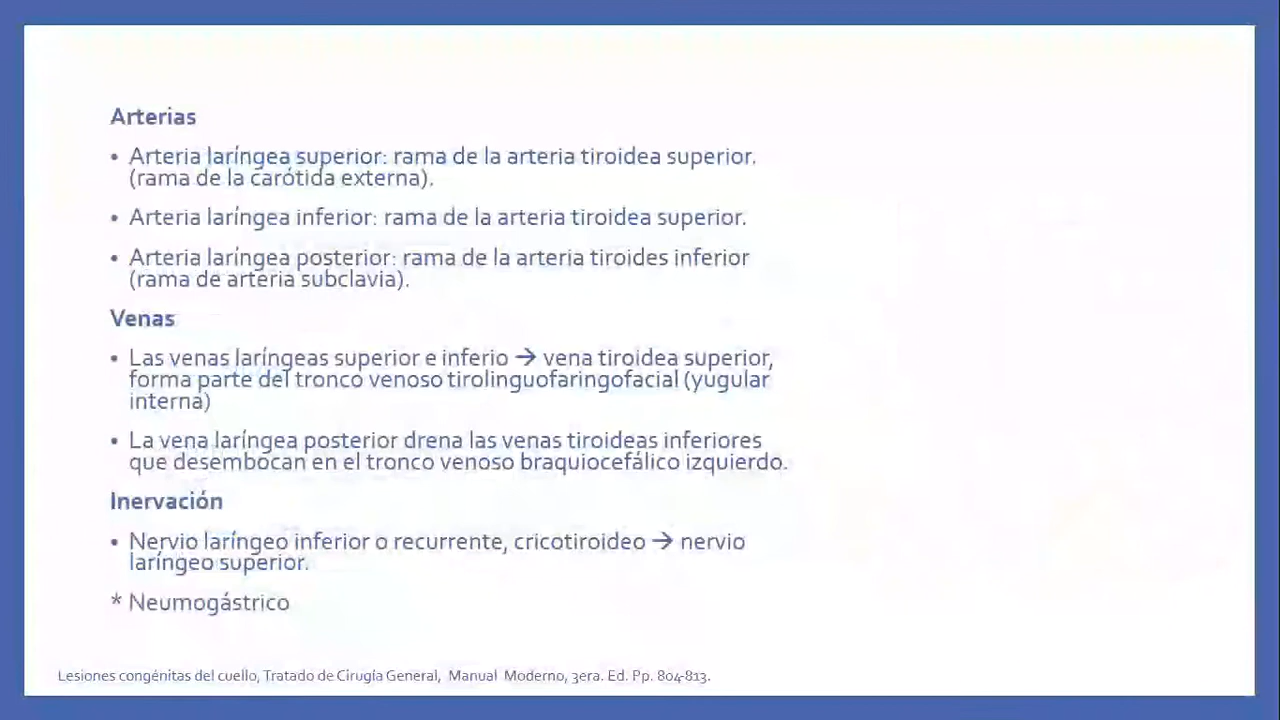 Arterias
• Arteria laríngea superior: rama de la arteria tiroidea superior.
(rama de la carótida externa).
• Arteria laríngea inferior: rama de la arteria tiroidea superior.
• Arteria laríngea posterior: rama de la arteria tiroides inferior
(rama de arteria subclavia).
Venas
• Las venas laríngeas superior e inferio → vena tiroidea superior,
forma parte del tronco venoso tirolinguofaringofacial (yugular
interna)
• La vena laríngea posterior drena las venas tiroideas inferiores
que desembocan en el tronco venoso braquiocefálico izquierdo.
Inervación
• Nervio laríngeo inferior o recurrente, cricotiroideo → nervio
laríngeo superior.
* Neumogástrico
Lesiones congénitas del cuello, Tratado de Cirugía General, Manual Moderno, 3era. Ed. Pp. 804-813.